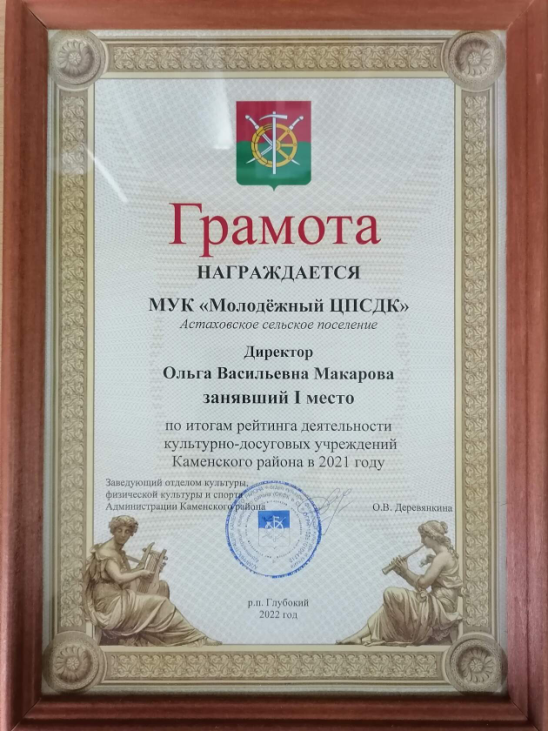 Грамота
НАГРАЖДАЕТСЯ
МУК «Молодёжный ЦПСДК»
Астаховское сельское поселение
Директор
Ольга Васильевна Макарова
занявший I место
по итогам рейтинга деятельности
культурно-досуговых учреждений
Каменского района в 2021 году
Заведующий отделом культуры,
физической культуры и спорта
Администрации Каменского района
О.В. Деревянкина
р.п. Глубокий
2022 год